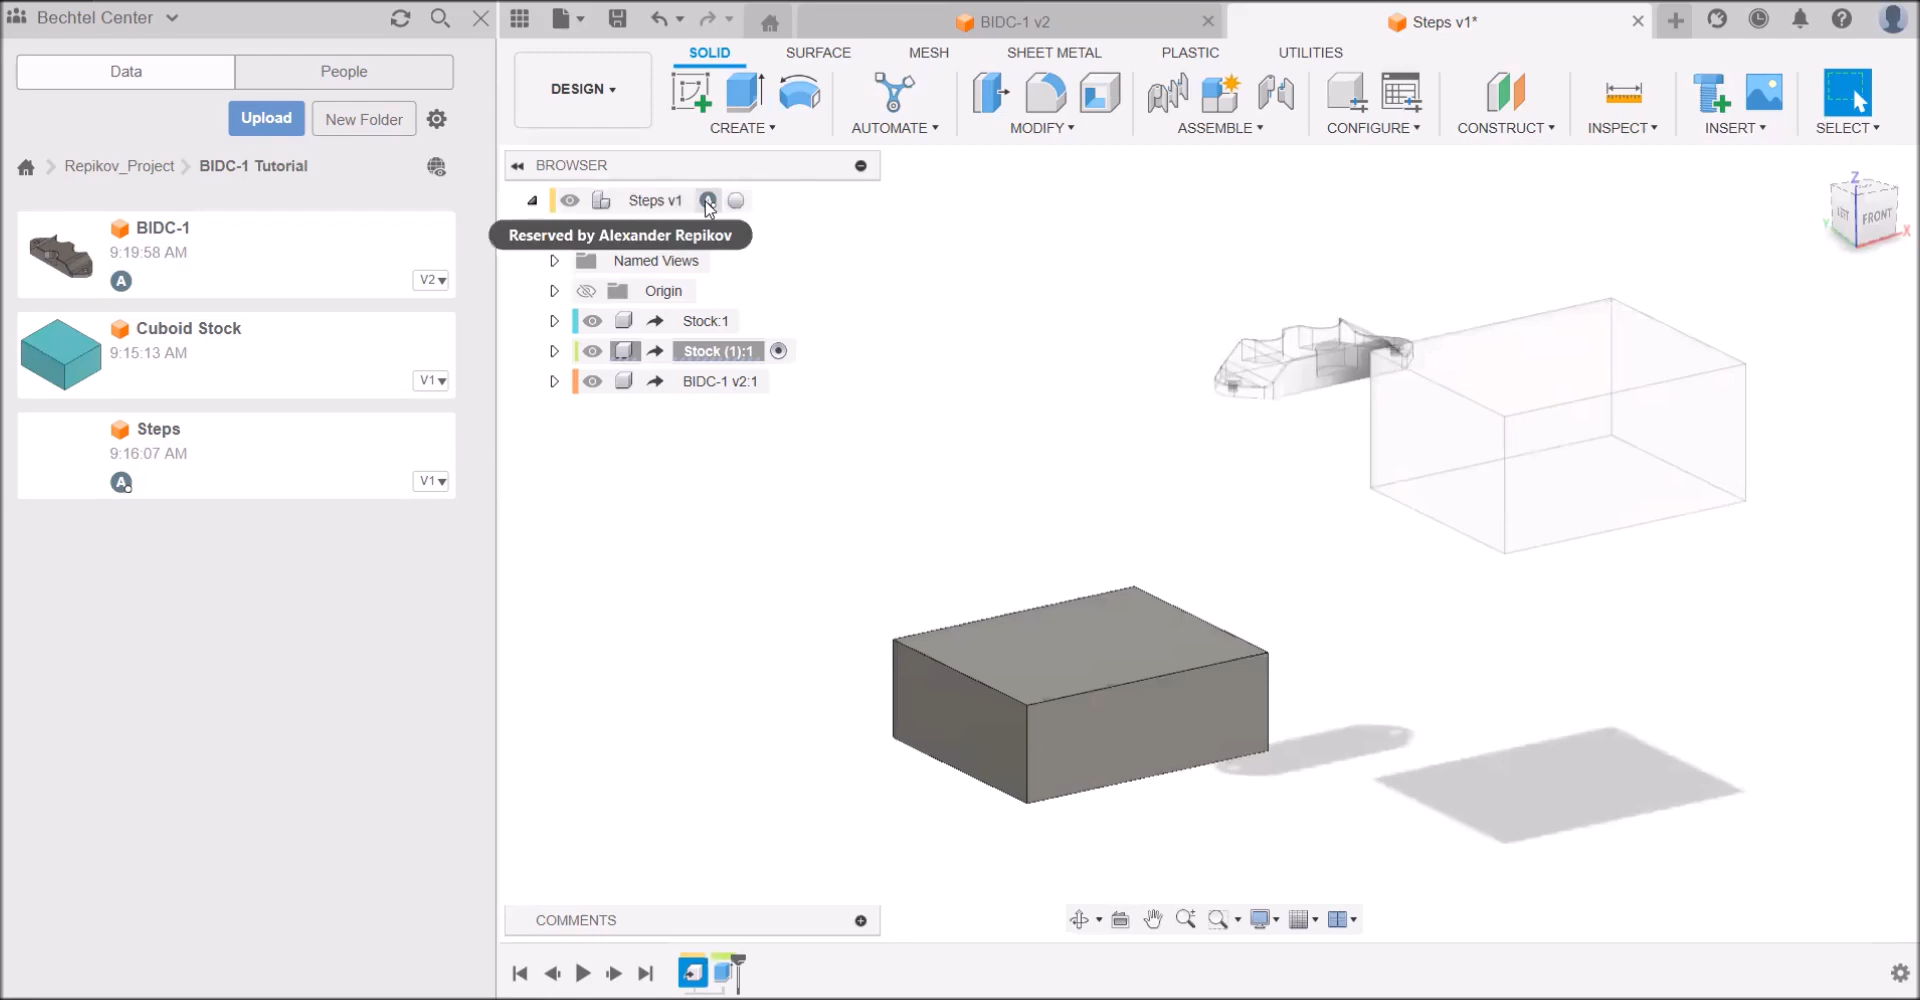 Bechtel Center
BIDC-1 v2
Steps v1*
Data
People
Upload
New Folder
Repikov_Project
BIDC-1 Tutorial
BIDC-1
9:19:58 AM
A
V2
Cuboid Stock
9:15:13 AM
V1
Steps
9:16:07 AM
A
V1
DESIGN
SOLID
SURFACE
MESH
SHEET METAL
PLASTIC
UTILITIES
CREATE
AUTOMATE
MODIFY
ASSEMBLE
CONFIGURE
CONSTRUCT
INSPECT
INSERT
SELECT
BROWSER
Steps v1
Reserved by Alexander Repikov
Named Views
Origin
Stock:1
Stock (1):1
BIDC-1 v2:1
Z
LEFT
FRONT
Y
X
COMMENTS